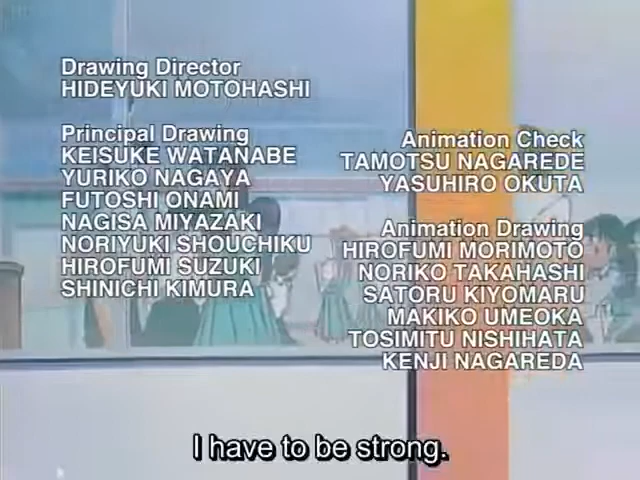 Drawing Director
HIDEYUKI MOTOHASHI
Principal Drawing
KEISUKE WATANABE
YURIKO NAGAYA
FUTOSHI ONAMI
NAGISA MIYAZAKI
NORIYUKI SHOUCHIKU
HIROFUMI SUZUKI
SHINICHI KIMURA
Animation Check
TAMOTSU NAGAREDE
YASUHIRO OKUTA
Animation Drawing
HIROFUMI MORIMOTO
NORIKO TAKAHASHI
SATORU KIYOMARU
MAKIKO UMEOKA
TOSIMITU NISHIHATA
KENJI NAGAREDA
I have to be strong.